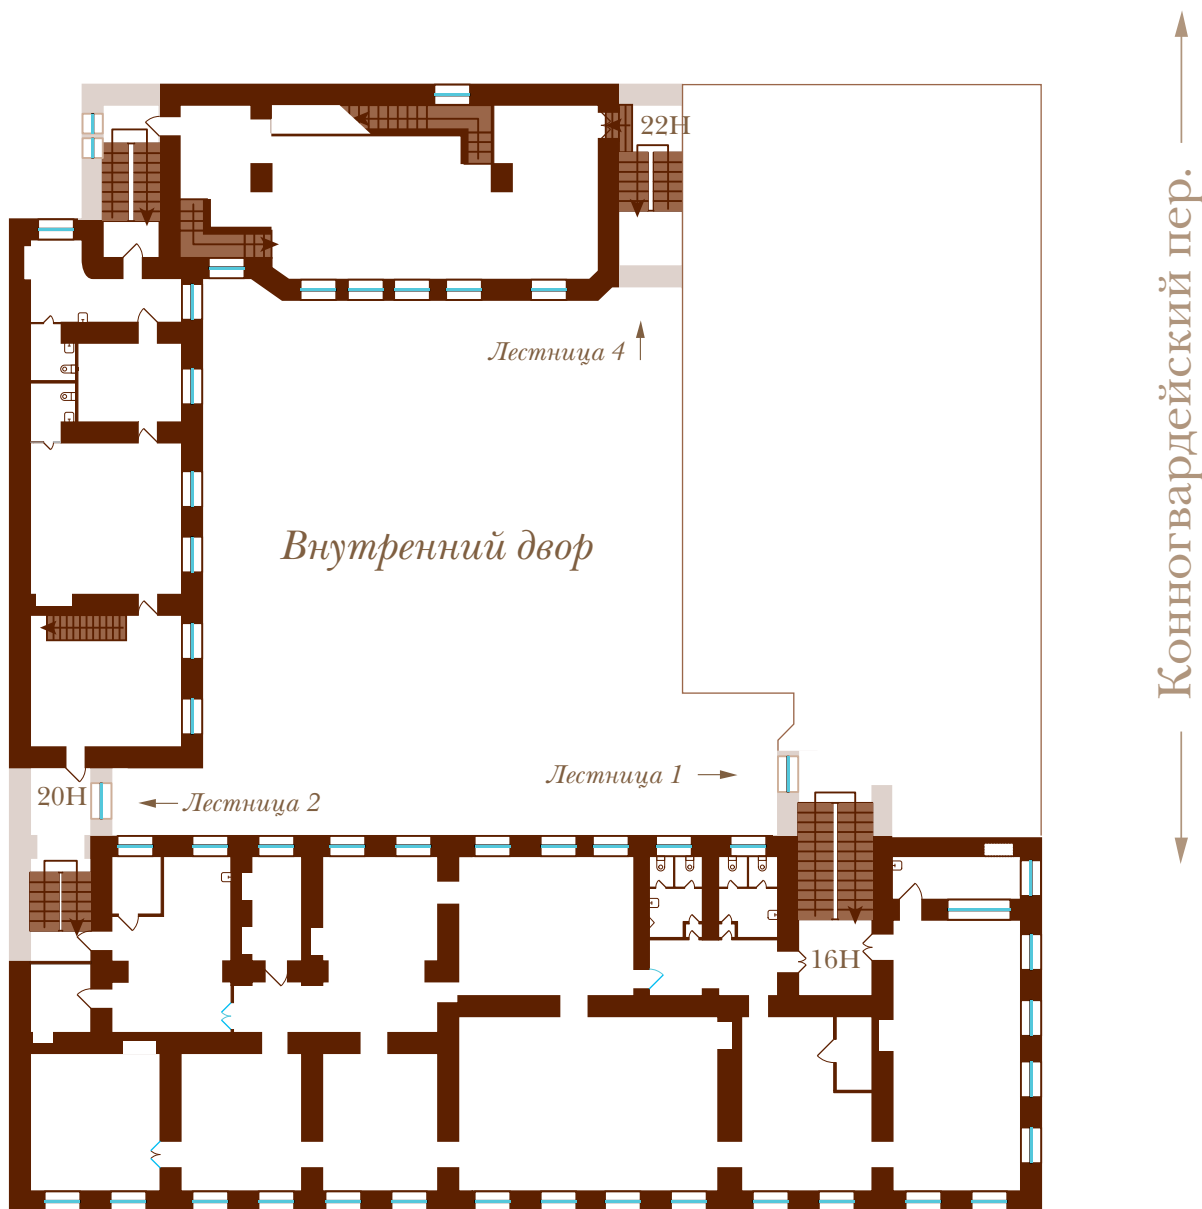 22Н
Лестница 4
Конногвардейский пер.
Внутренний двор
Лестница 1
20Н
Лестница 2
16Н